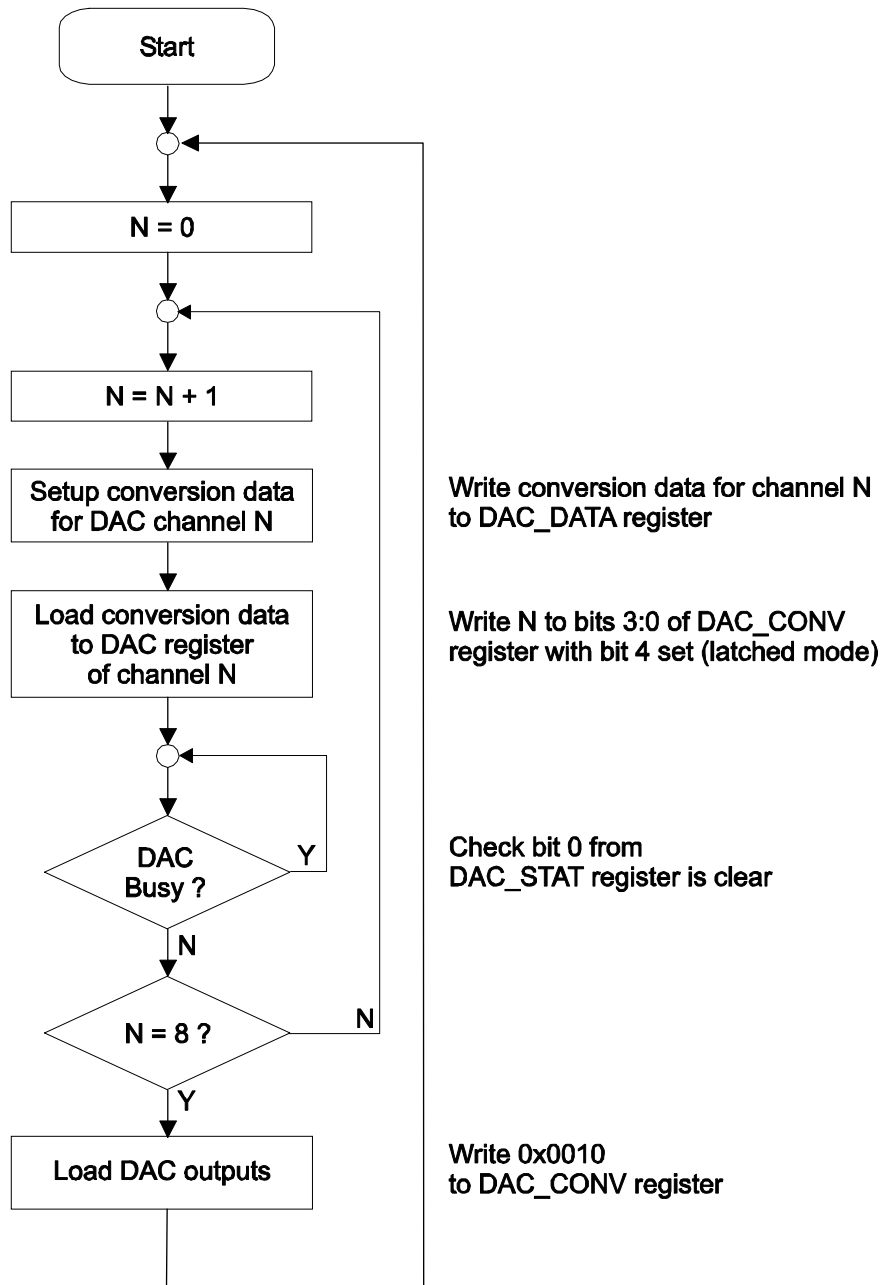 Start
N = 0
N = N + 1
Setup conversion data
for DAC channel N
Write conversion data for channel N
to DAC_DATA register
Load conversion data
to DAC register
of channel N
Write N to bits 3:0 of DAC_CONV
register with bit 4 set (latched mode)
DAC
Busy ?
Y
N
Check bit 0 from
DAC_STAT register is clear
N = 8 ?
N
Y
Load DAC outputs
Write 0x0010
to DAC_CONV register